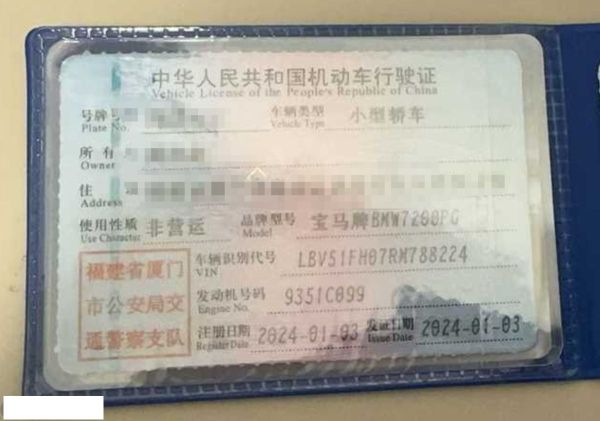 中华人民共和国机动车行驶证
Vehicle License of the People's Republic of China
号牌号
Plate No.
车辆类型 小型轿车
Vehicle Type
所有
Owner
住
Address
使用性质 非营运
Use Character
品牌型号 宝马牌BMW7200PG
Model
福建省厦门
市公安局交
通警察支队
车辆识别代号 LBV51FH07RM788224
VIN
发动机号码 9351C099
Engine No.
注册日期 2024-01-03
Register Date
发证日期 2024-01-03
Issue Date